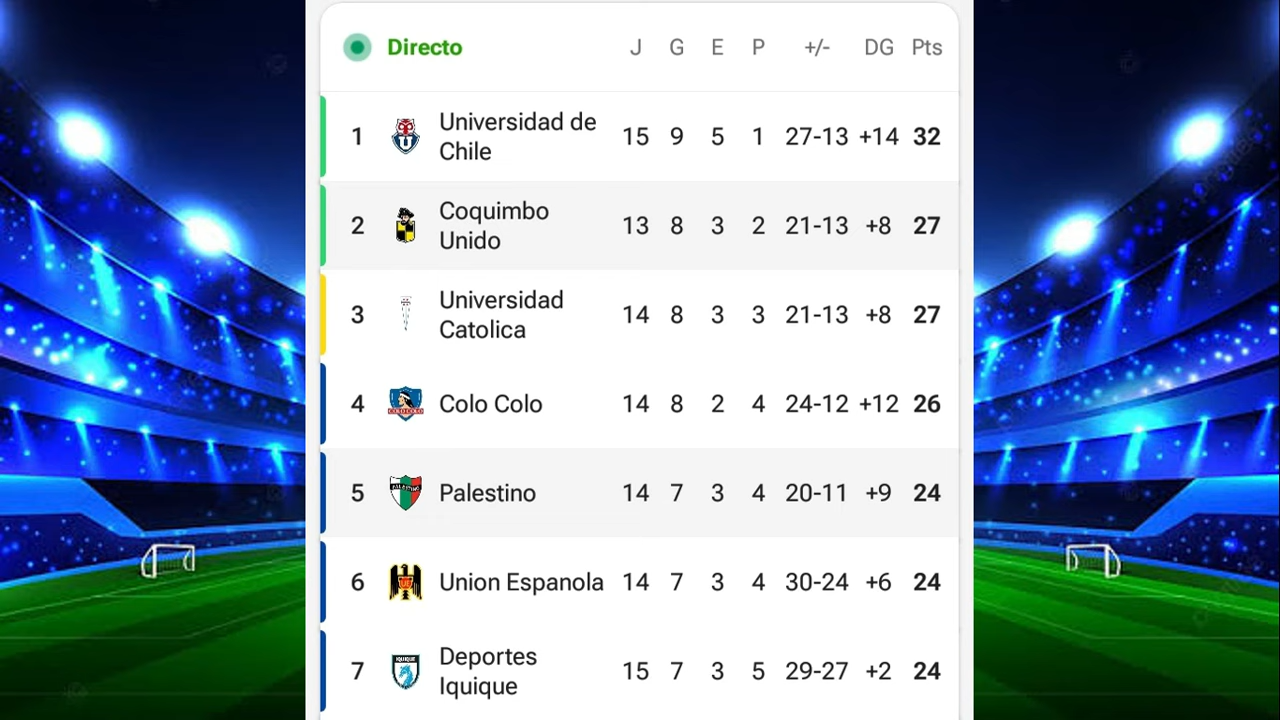 Directo J G E P +/- DG Pts
1 Universidad de Chile 15 9 5 1 27-13 +14 32
2 Coquimbo Unido 13 8 3 2 21-13 +8 27
3 Universidad Catolica 14 8 3 3 21-13 +8 27
4 Colo Colo 14 8 2 4 24-12 +12 26
5 Palestino 14 7 3 4 20-11 +9 24
6 Union Espanola 14 7 3 4 30-24 +6 24
7 Deportes Iquique 15 7 3 5 29-27 +2 24